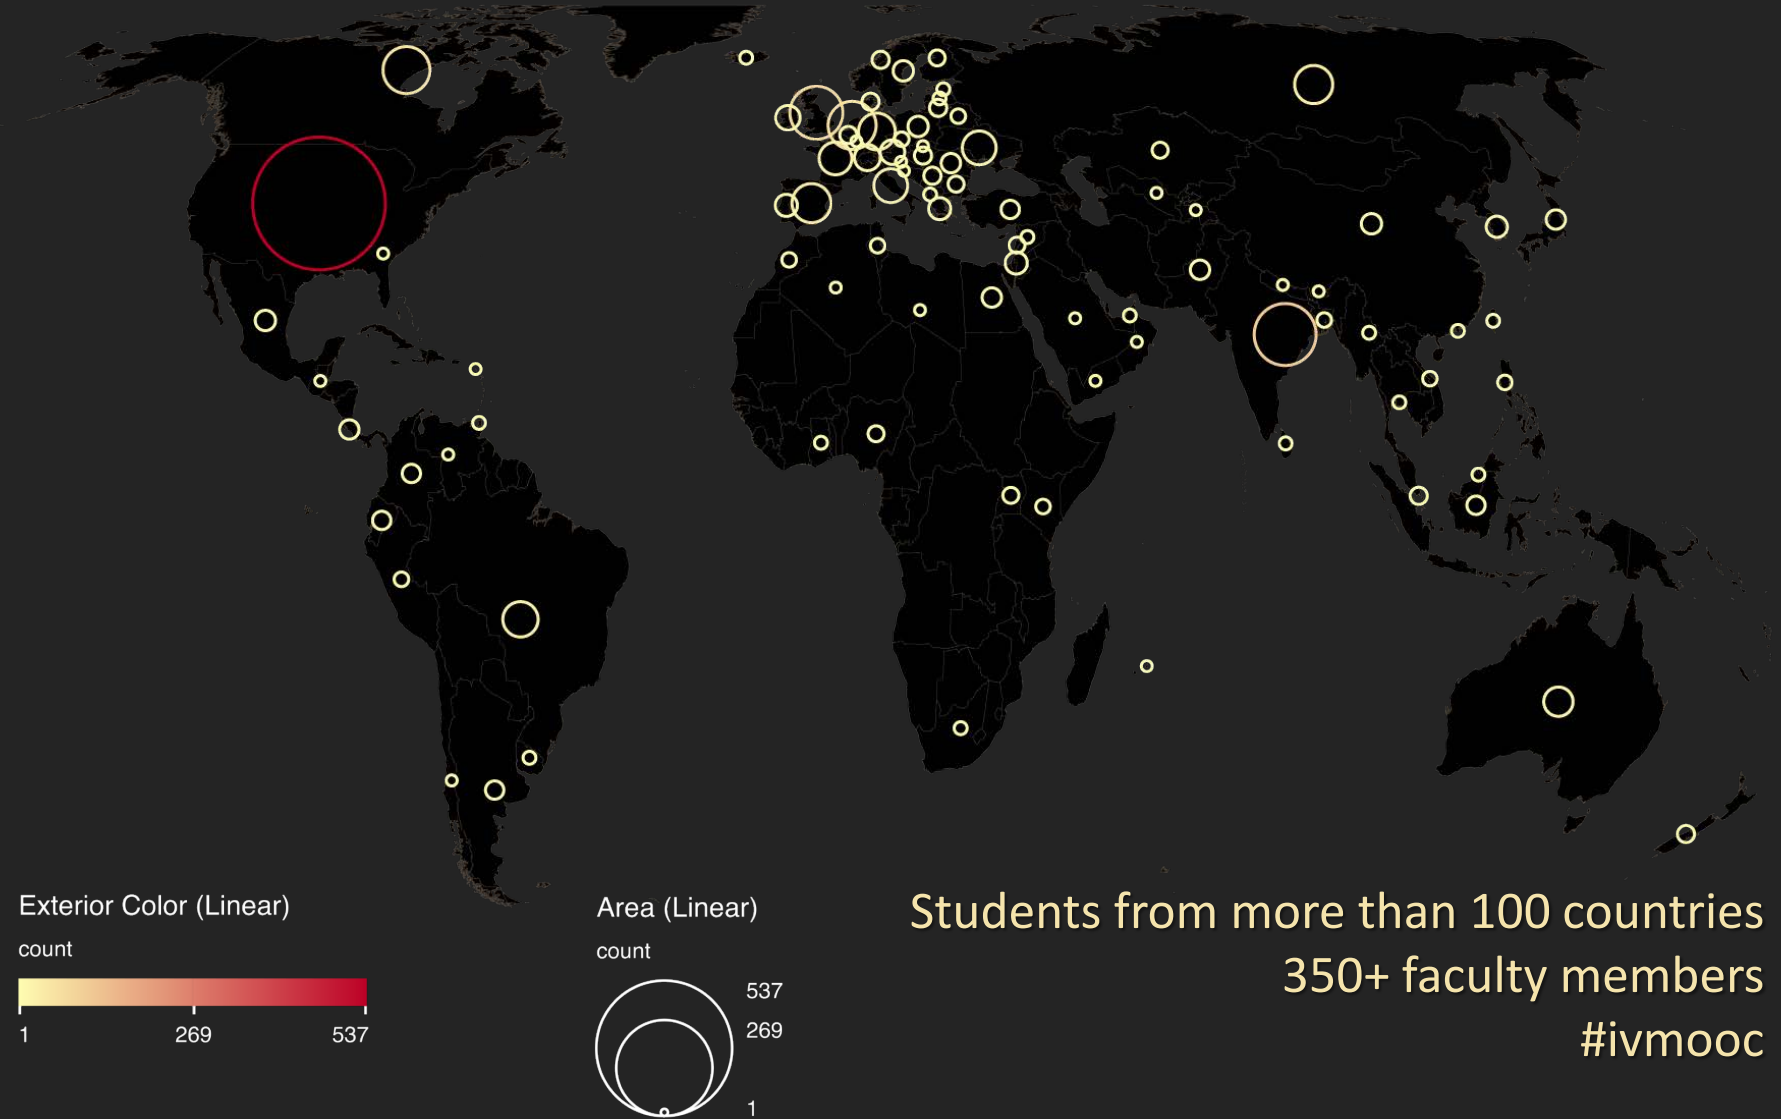 Exterior Color (Linear)
count
1 269 537
Area (Linear)
count
537
269
1
Students from more than 100 countries
350+ faculty members
#ivmooc